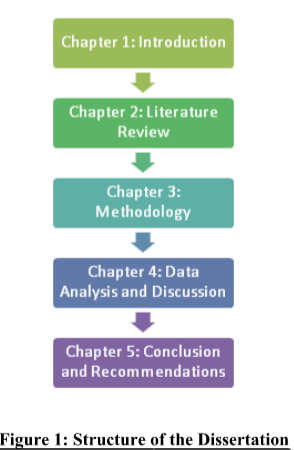 Chapter 1: Introduction
Chapter 2: Literature
Review
Chapter 3:
Methodology
Chapter 4: Data
Analysis and Discussion
Chapter 5: Conclusion
and Recommendations
Figure 1: Structure of the Dissertation